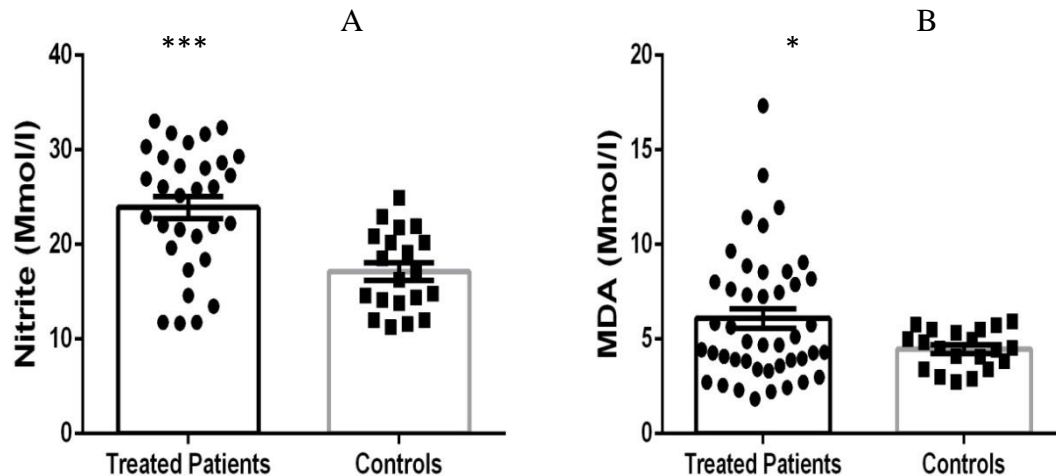 A
***
Nitrite (Mmol/l)
40
30
20
10
0
Treated Patients
Controls
B
*
MDA (Mmol/l)
20
15
10
5
0
Treated Patients
Controls